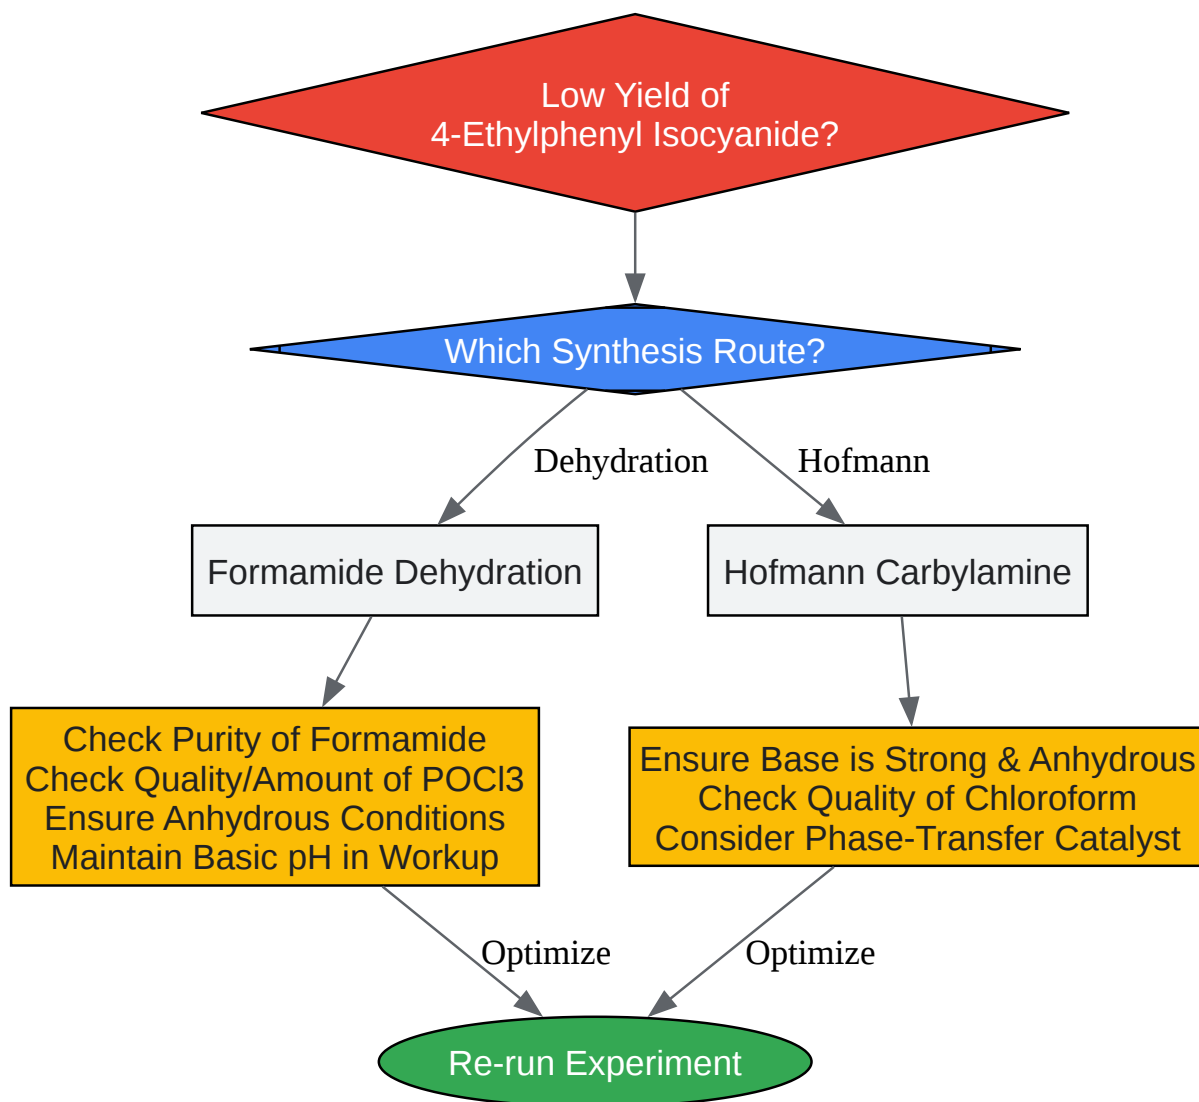 Low Yield of
4-Ethylphenyl Isocyanide?
Which Synthesis Route?
Dehydration
Hofmann
Formamide Dehydration
Hofmann Carbylamine
Check Purity of Formamide
Check Quality/Amount of POCl3
Ensure Anhydrous Conditions
Maintain Basic pH in Workup
Ensure Base is Strong & Anhydrous
Check Quality of Chloroform
Consider Phase-Transfer Catalyst
Optimize
Optimize
Re-run Experiment